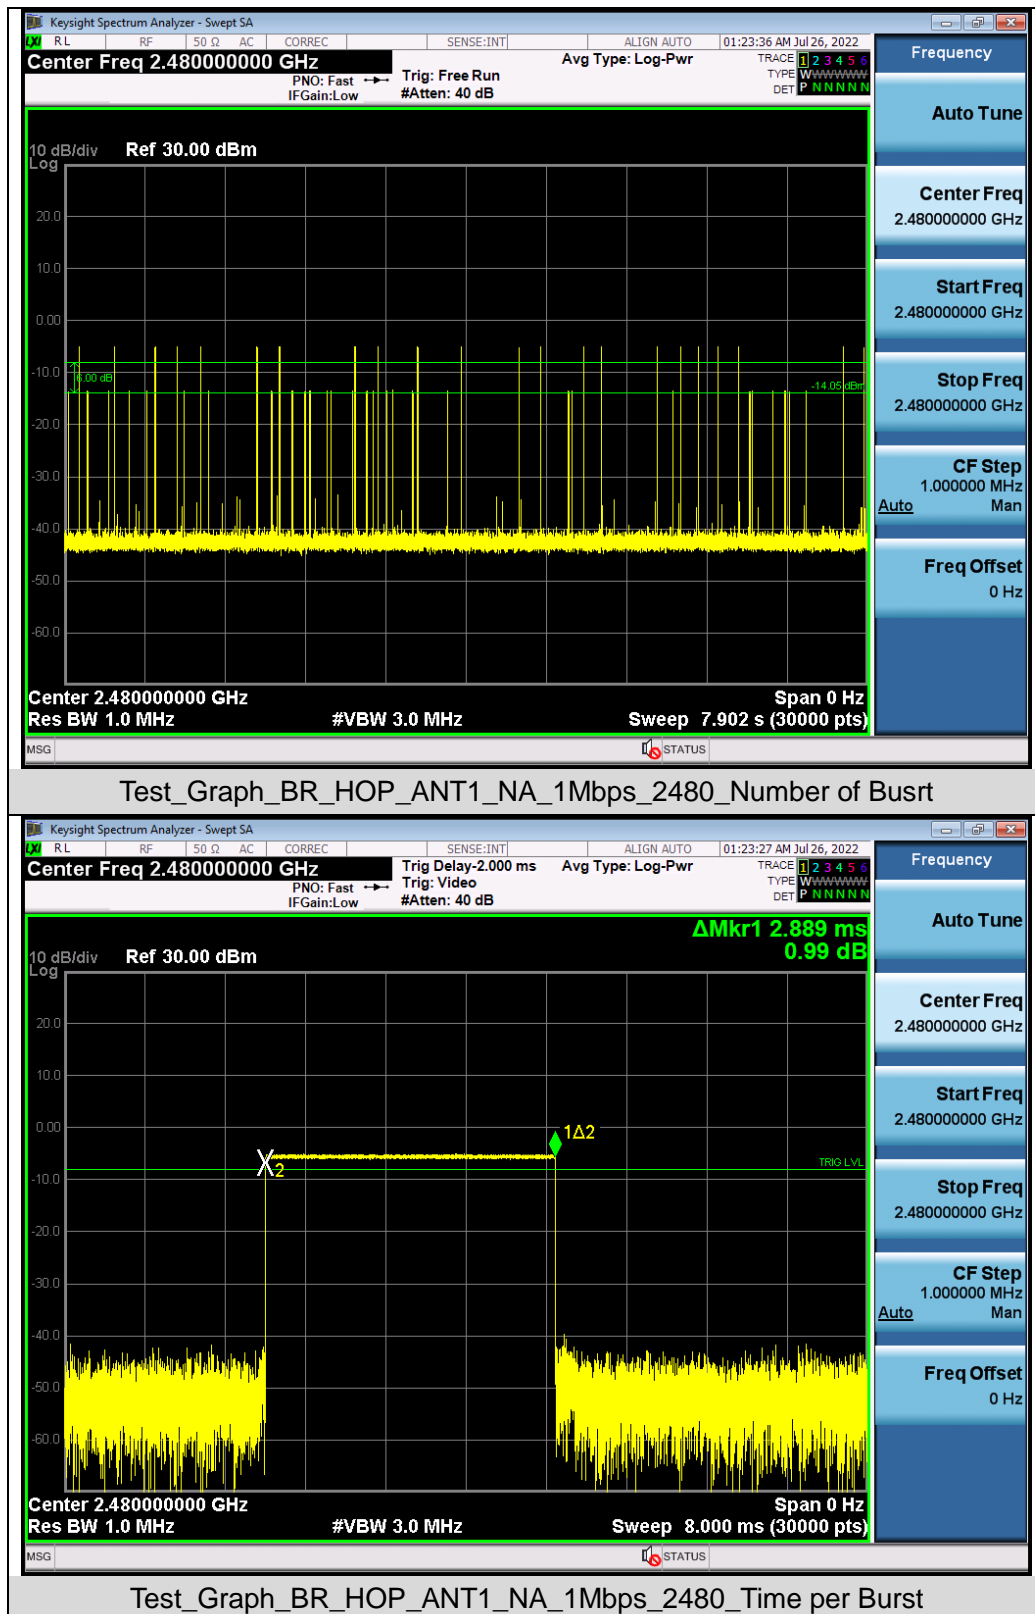 Keysight Spectrum Analyzer - Swept SA
LXI RL RF 50 Ω AC CORREC SENSE:INT ALIGN AUTO 01:23:36 AM Jul 26, 2022
Center Freq 2.480000000 GHz
PNO: Fast
IFGain:Low
Trig: Free Run
#Atten: 40 dB
Avg Type: Log-Pwr
TRACE 1 2 3 4 5 6
TYPE WWWWWW
DET P N N N N N
10 dB/div
Log
Ref 30.00 dBm
20.0
10.0
0.00
-10.0
6.00 dB
-14.05 dBm
-20.0
-30.0
-40.0
-50.0
-60.0
Center 2.480000000 GHz
Span 0 Hz
Res BW 1.0 MHz
#VBW 3.0 MHz
Sweep 7.902 s (30000 pts)
MSG
STATUS
Frequency
Auto Tune
Center Freq
2.480000000 GHz
Start Freq
2.480000000 GHz
Stop Freq
2.480000000 GHz
CF Step
1.000000 MHz
Auto Man
Freq Offset
0 Hz
Test_Graph_BR_HOP_ANT1_NA_1Mbps_2480_Number of Busrt
Keysight Spectrum Analyzer - Swept SA
LXI RL RF 50 Ω AC CORREC SENSE:INT ALIGN AUTO 01:23:27 AM Jul 26, 2022
Center Freq 2.480000000 GHz
PNO: Fast
IFGain:Low
Trig Delay-2.000 ms
Trig: Video
#Atten: 40 dB
Avg Type: Log-Pwr
TRACE 1 2 3 4 5 6
TYPE WWWWWW
DET P N N N N N
ΔMkr1 2.889 ms
0.99 dB
10 dB/div
Log
Ref 30.00 dBm
20.0
10.0
0.00
1Δ2
X2
TRIG LVL
-10.0
-20.0
-30.0
-40.0
-50.0
-60.0
Center 2.480000000 GHz
Span 0 Hz
Res BW 1.0 MHz
#VBW 3.0 MHz
Sweep 8.000 ms (30000 pts)
MSG
STATUS
Frequency
Auto Tune
Center Freq
2.480000000 GHz
Start Freq
2.480000000 GHz
Stop Freq
2.480000000 GHz
CF Step
1.000000 MHz
Auto Man
Freq Offset
0 Hz
Test_Graph_BR_HOP_ANT1_NA_1Mbps_2480_Time per Burst